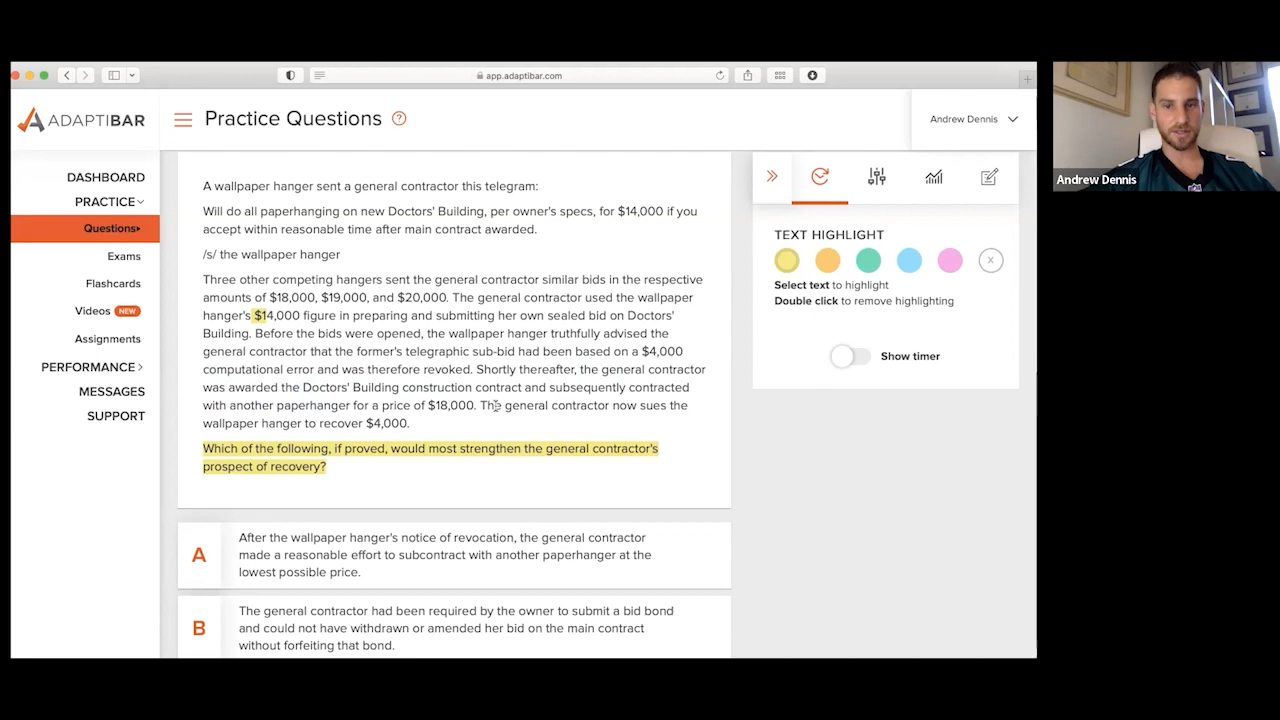 app.adaptibar.com
ADAPTIBAR
Practice Questions
?
Andrew Dennis
DASHBOARD
PRACTICE
Questions
Exams
Flashcards
Videos NEW
Assignments
PERFORMANCE
MESSAGES
SUPPORT
A wallpaper hanger sent a general contractor this telegram:
Will do all paperhanging on new Doctors' Building, per owner's specs, for $14,000 if you
accept within reasonable time after main contract awarded.
/s/ the wallpaper hanger
Three other competing hangers sent the general contractor similar bids in the respective
amounts of $18,000, $19,000, and $20,000. The general contractor used the wallpaper
hanger's $14,000 figure in preparing and submitting her own sealed bid on Doctors'
Building. Before the bids were opened, the wallpaper hanger truthfully advised the
general contractor that the former's telegraphic sub-bid had been based on a $4,000
computational error and was therefore revoked. Shortly thereafter, the general contractor
was awarded the Doctors' Building construction contract and subsequently contracted
with another paperhanger for a price of $18,000. The general contractor now sues the
wallpaper hanger to recover $4,000.
Which of the following, if proved, would most strengthen the general contractor's
prospect of recovery?
A
After the wallpaper hanger's notice of revocation, the general contractor
made a reasonable effort to subcontract with another paperhanger at the
lowest possible price.
B
The general contractor had been required by the owner to submit a bid bond
and could not have withdrawn or amended her bid on the main contract
without forfeiting that bond.
TEXT HIGHLIGHT
X
Select text to highlight
Double click to remove highlighting
Show timer
Andrew Dennis